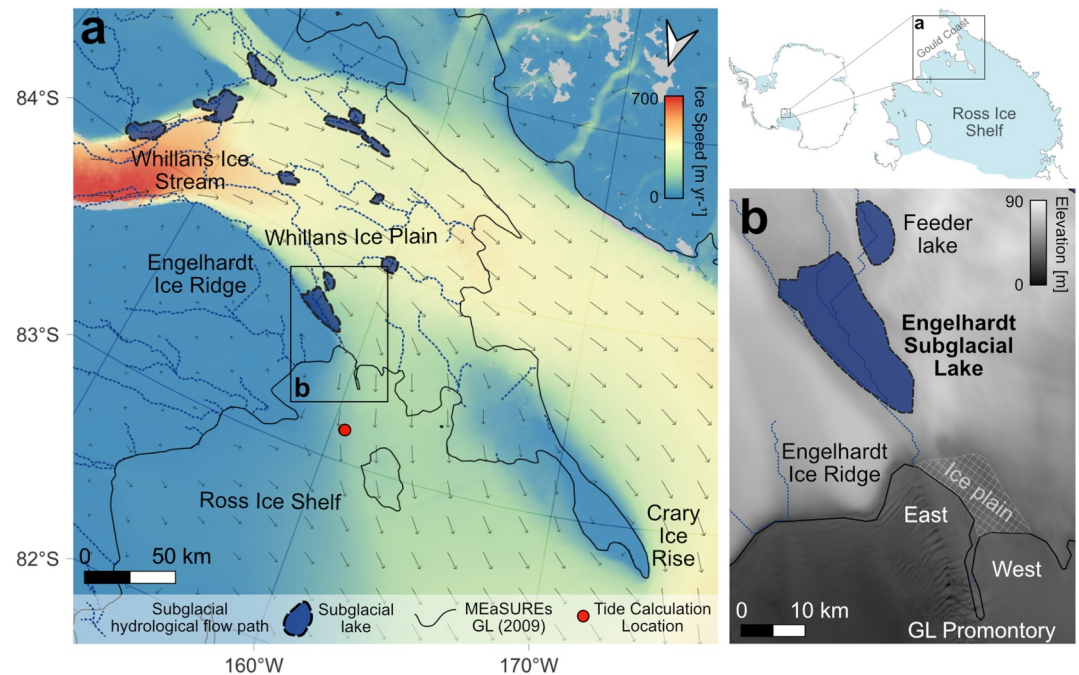 a
84°S
83°S
82°S
160°W
170°W
Whillans Ice
Stream
Whillans Ice Plain
Engelhardt
Ice Ridge
b
Ross Ice Shelf
Crary
Ice
Rise
700
0
Ice Speed [m yr⁻¹]
0 50 km
Subglacial
hydrological flow path
Subglacial
lake
MEaSUREs
GL (2009)
Tide Calculation
Location
a
Gould Coast
Ross Ice
Shelf
b
90
0
Elevation [m]
Feeder
lake
Engelhardt
Subglacial
Lake
Engelhardt
Ice Ridge
Ice plain
East
West
0 10 km
GL Promontory